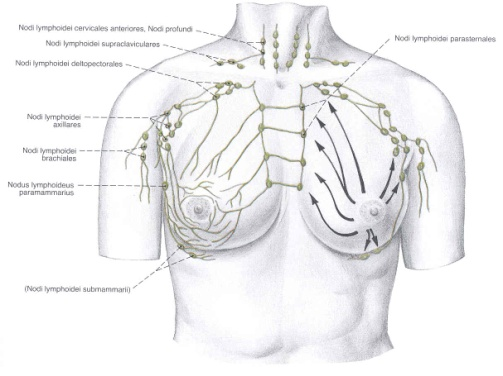 Nodi lymphoidei cervicales anteriores, Nodi profundi
Nodi lymphoidei supraclaviculares
Nodi lymphoidei deltopectorales
Nodi lymphoidei
axillares
Nodi lymphoidei
brachiales
Nodus lymphoideus
paramammarius
(Nodi lymphoidei submammarii)
Nodi lymphoidei parasternales